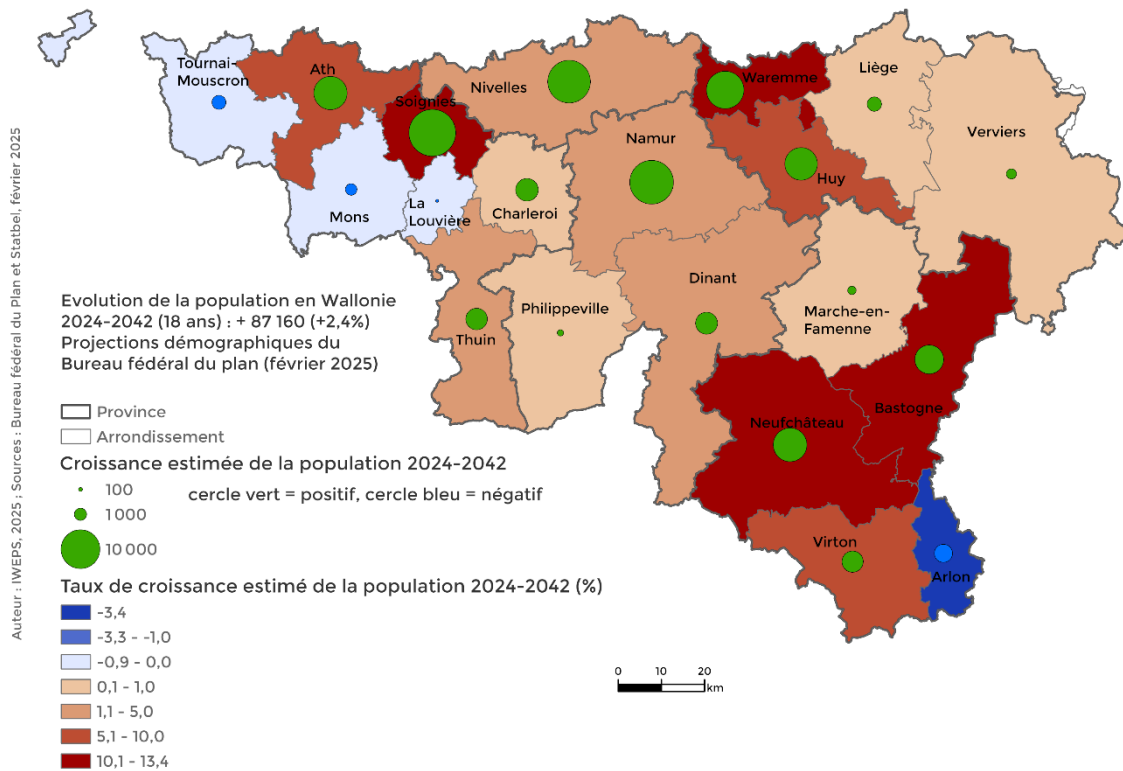 Tournai-
Mouscron
Ath
Soignies
Nivelles
Waremme
Liège
Verviers
Namur
Huy
Mons
La
Louvière
Charleroi
Dinant
Philippeville
Thuin
Marche-en-
Famenne
Bastogne
Neufchâteau
Virton
Arlon
Evolution de la population en Wallonie
2024-2042 (18 ans) : + 87 160 (+2,4%)
Projections démographiques du
Bureau fédéral du plan (février 2025)
Province
Arrondissement
Croissance estimée de la population 2024-2042
100
cercle vert = positif, cercle bleu = négatif
1 000
10 000
Taux de croissance estimé de la population 2024-2042 (%)
-3,4
-3,3 - -1,0
-0,9 - 0,0
0,1 - 1,0
1,1 - 5,0
5,1 - 10,0
10,1 - 13,4
0 10 20
km
Auteur : IWEPS, 2025 ; Sources : Bureau fédéral du Plan et Statbel, février 2025